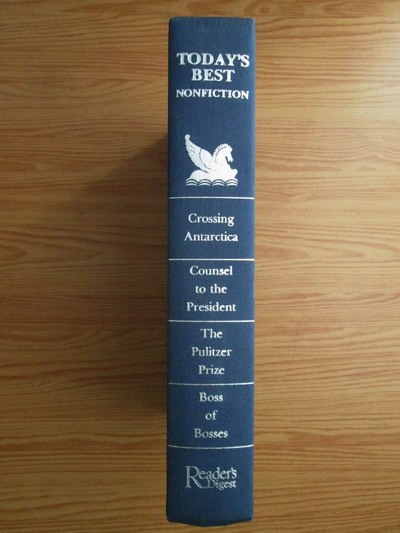 TODAY'S
BEST
NONFICTION
Crossing
Antarctica
Counsel
to the
President
The
Pulitzer
Prize
Boss
of
Bosses
Reader's
Digest